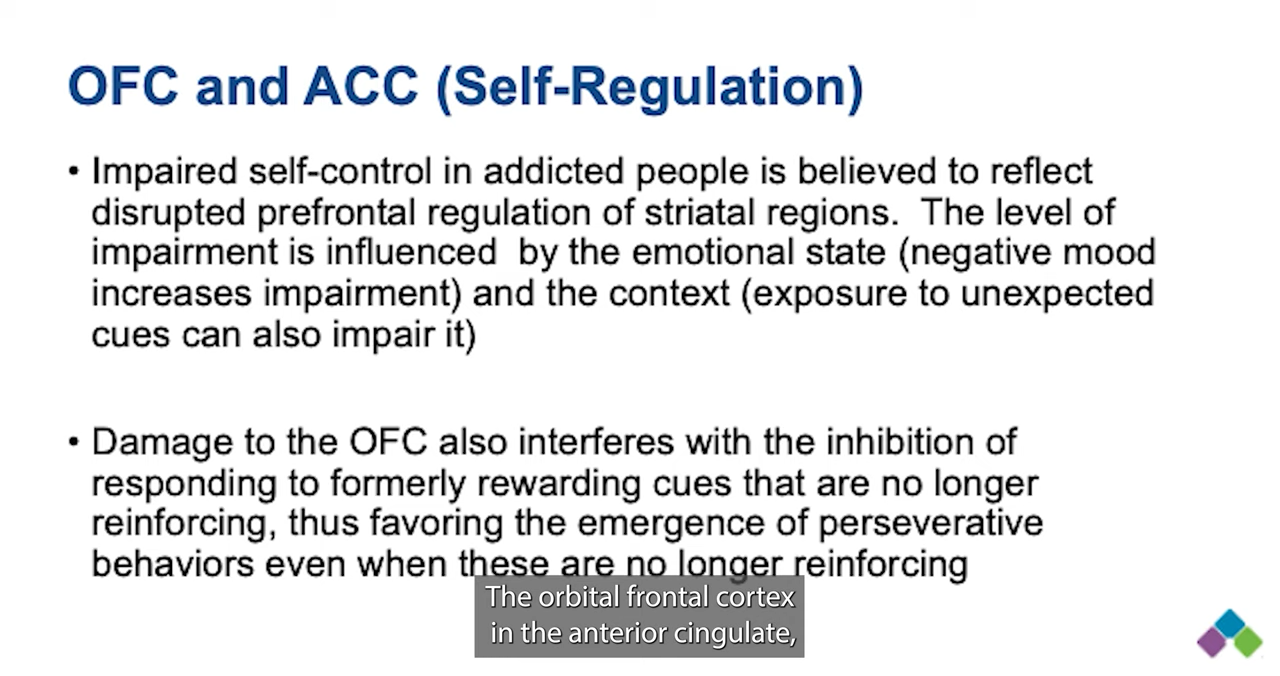 OFC and ACC (Self-Regulation)
• Impaired self-control in addicted people is believed to reflect
disrupted prefrontal regulation of striatal regions.  The level of
impairment is influenced  by the emotional state (negative mood
increases impairment) and the context (exposure to unexpected
cues can also impair it)
• Damage to the OFC also interferes with the inhibition of
responding to formerly rewarding cues that are no longer
reinforcing, thus favoring the emergence of perseverative
behaviors even when these are no longer reinforcing
The orbital frontal cortex
in the anterior cingulate,